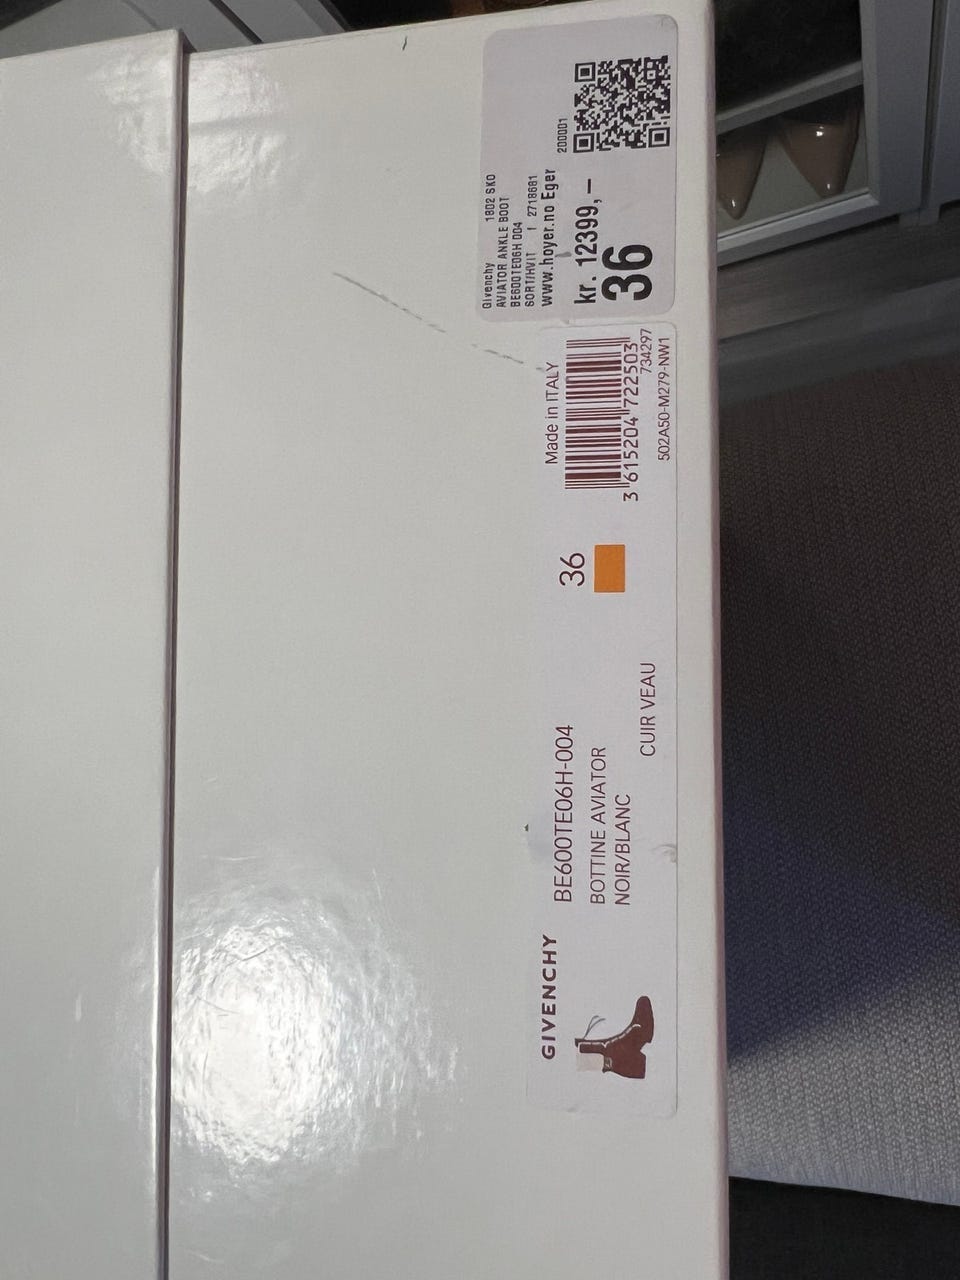 Givenchy 1802 SKO
AVIATOR ANKLE BOOT
BE600TE06H 004
SORT/HVIT f 2718681
www.hoyer.no Eger
200001
kr. 12399,-
36
Made in ITALY
3 615204 722503
734297
502A50-M279-NW1
36
GIVENCHY
BE600TE06H-004
BOTTINE AVIATOR
NOIR/BLANC
CUIR VEAU